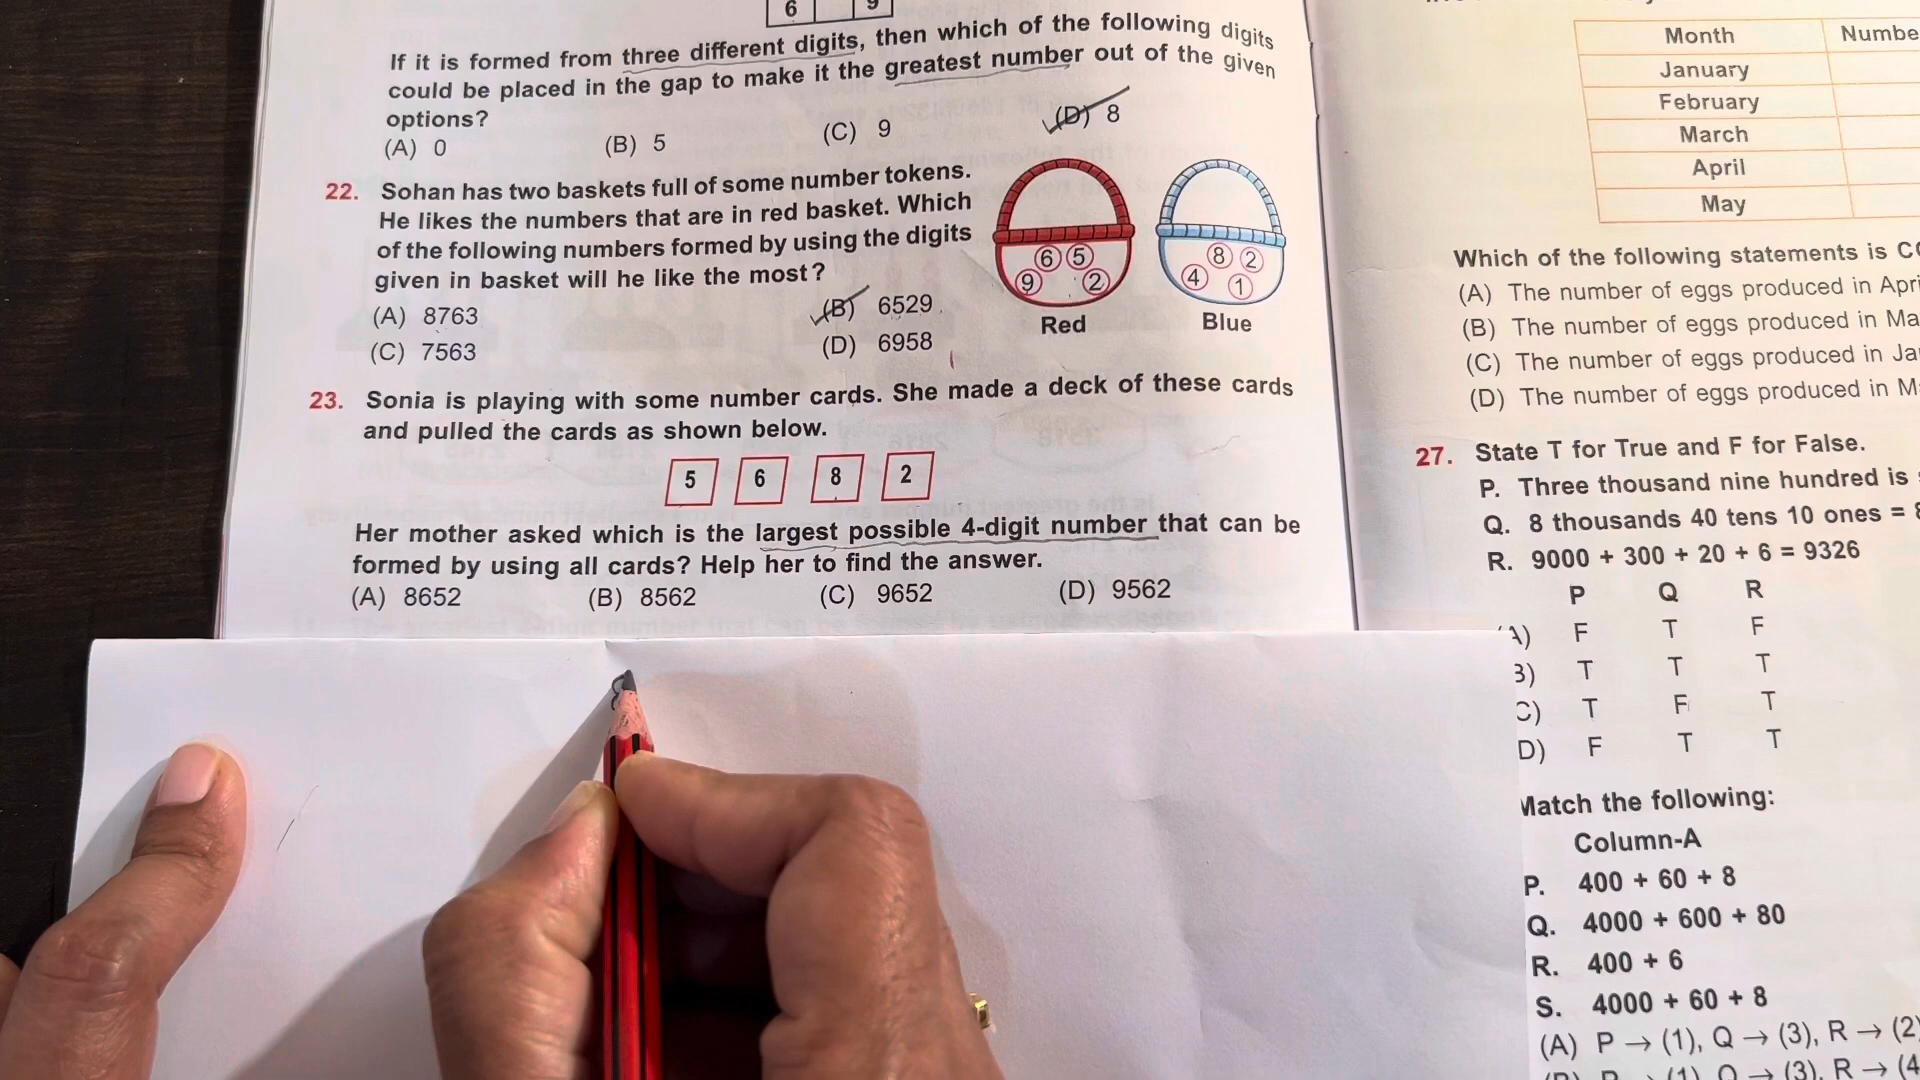 6 9
If it is formed from three different digits, then which of the following digits
could be placed in the gap to make it the greatest number out of the given
options?
(A) 0 (B) 5 (C) 9 (D) 8
22. Sohan has two baskets full of some number tokens.
He likes the numbers that are in red basket. Which
of the following numbers formed by using the digits
given in basket will he like the most?
(A) 8763 (B) 6529
(C) 7563 (D) 6958
6 5
9 2
Red
8 2
4 1
Blue
23. Sonia is playing with some number cards. She made a deck of these cards
and pulled the cards as shown below.
5 6 8 2
Her mother asked which is the largest possible 4-digit number that can be
formed by using all cards? Help her to find the answer.
(A) 8652 (B) 8562 (C) 9652 (D) 9562
Month Numbe
January
February
March
April
May
Which of the following statements is CO
(A) The number of eggs produced in Apri
(B) The number of eggs produced in Ma
(C) The number of eggs produced in Ja
(D) The number of eggs produced in M
27. State T for True and F for False.
P. Three thousand nine hundred is
Q. 8 thousands 40 tens 10 ones =
R. 9000 + 300 + 20 + 6 = 9326
P Q R
A) F T F
B) T T T
C) T F T
D) F T T
Match the following:
Column-A
P. 400 + 60 + 8
Q. 4000 + 600 + 80
R. 400 + 6
S. 4000 + 60 + 8
(A) P → (1), Q → (3), R → (2)
(B) P → (1), Q → (3), R → (4